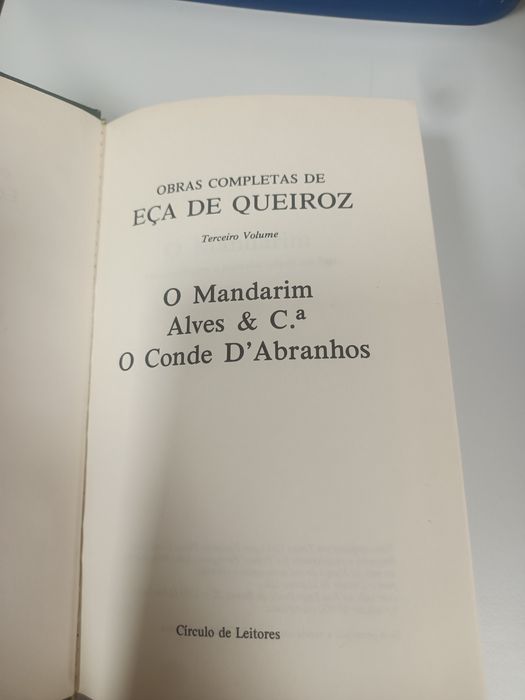 OBRAS COMPLETAS DE
EÇA DE QUEIROZ
Terceiro Volume
O Mandarim
Alves & C.ª
O Conde D'Abranhos
Círculo de Leitores